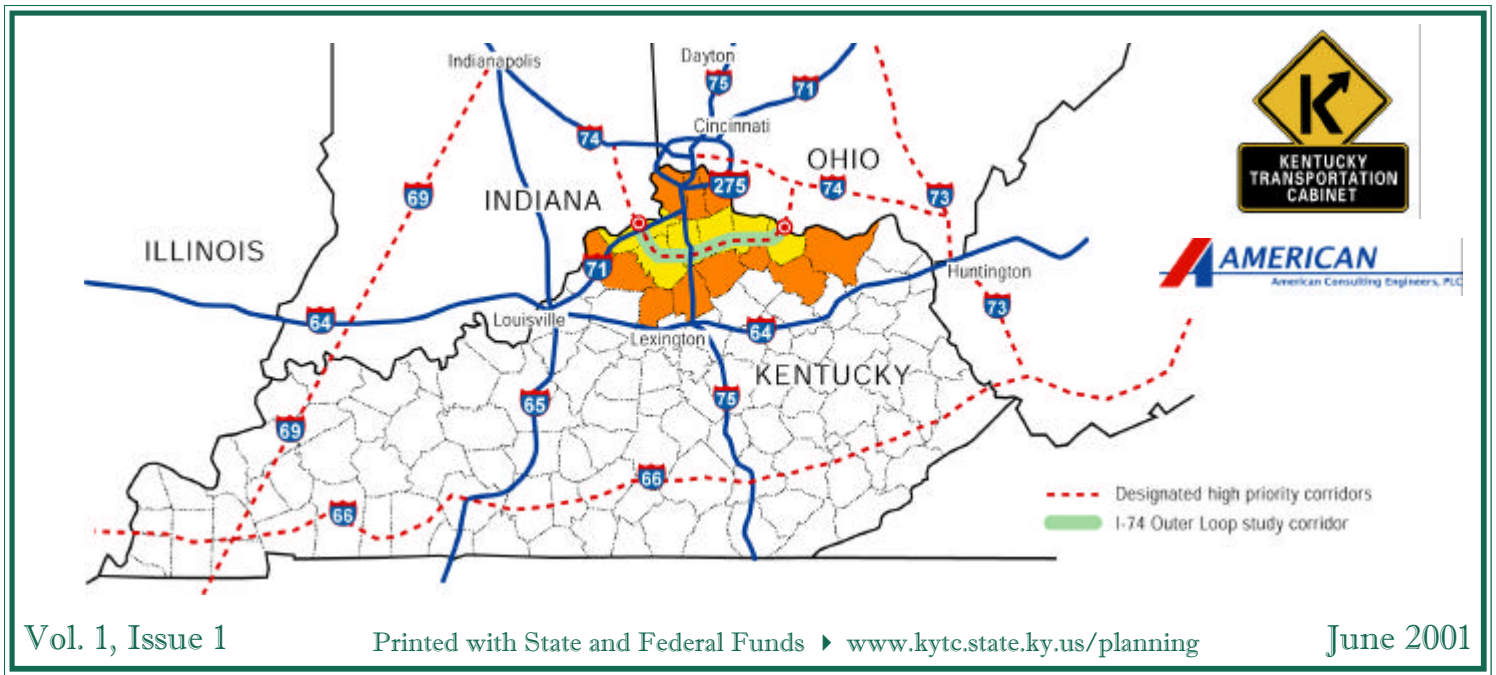 Indianapolis
Dayton
75
71
74
Cincinnati
OHIO
275
74
73
69
INDIANA
ILLINOIS
71
Huntington
73
64
Louisville
Lexington
64
KENTUCKY
65
75
69
66
66
KENTUCKY
TRANSPORTATION
CABINET
AMERICAN
American Consulting Engineers, PLC
Designated high priority corridors
I-74 Outer Loop study corridor
Vol. 1, Issue 1
Printed with State and Federal Funds www.kytc.state.ky.us/planning
June 2001